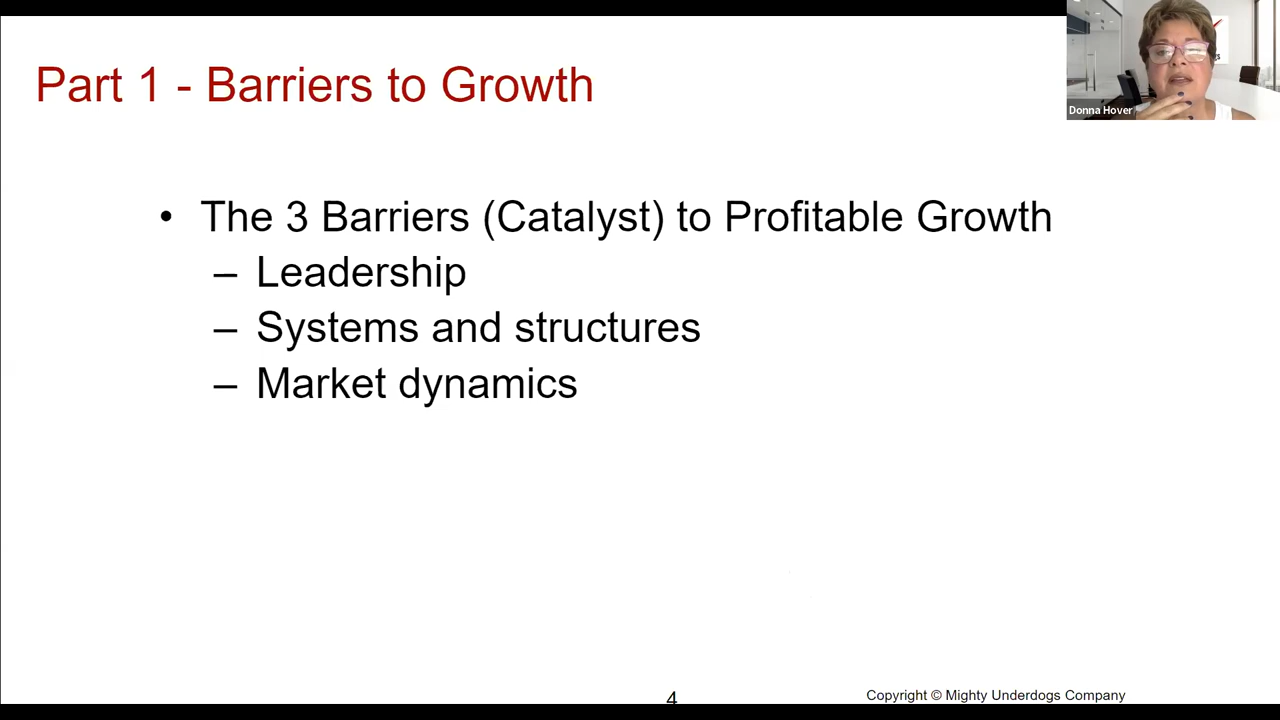 Part 1 - Barriers to Growth
Donna Hover
• The 3 Barriers (Catalyst) to Profitable Growth
– Leadership
– Systems and structures
– Market dynamics
4
Copyright © Mighty Underdogs Company